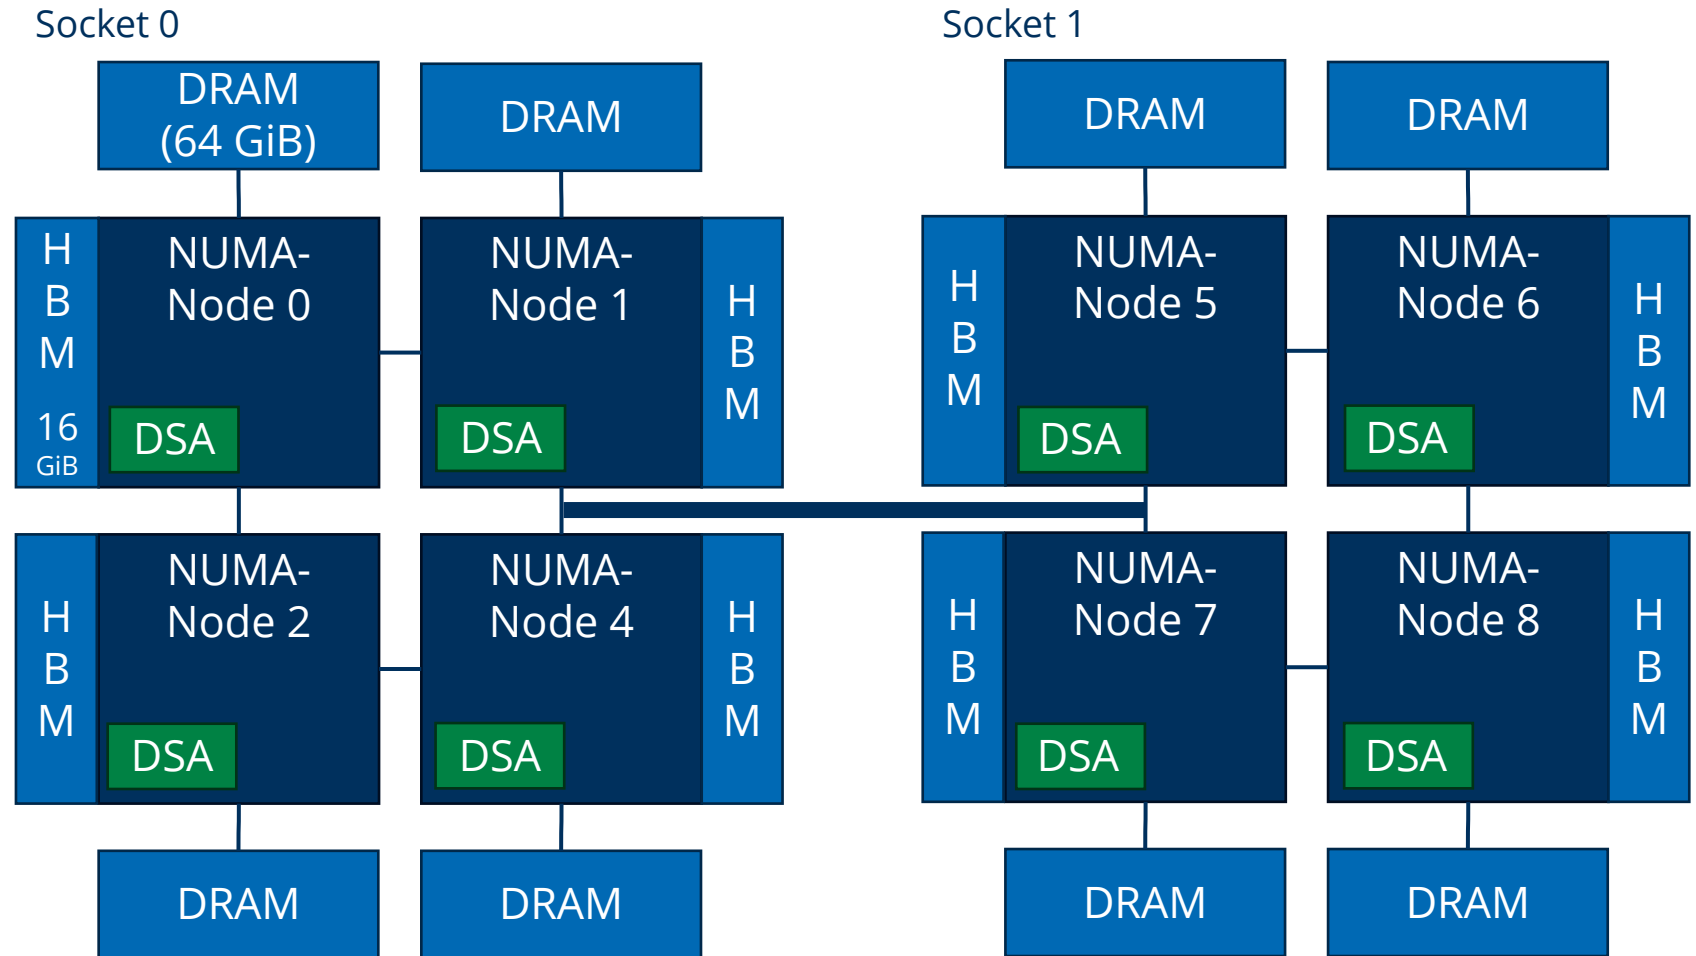 Socket 0
DRAM
(64 GiB)
DRAM
H
B
M
16
GiB
NUMA-
Node 0
DSA
NUMA-
Node 1
DSA
H
B
M
H
B
M
NUMA-
Node 2
DSA
NUMA-
Node 4
DSA
H
B
M
DRAM
DRAM
Socket 1
DRAM
DRAM
H
B
M
NUMA-
Node 5
DSA
NUMA-
Node 6
DSA
H
B
M
H
B
M
NUMA-
Node 7
DSA
NUMA-
Node 8
DSA
H
B
M
DRAM
DRAM